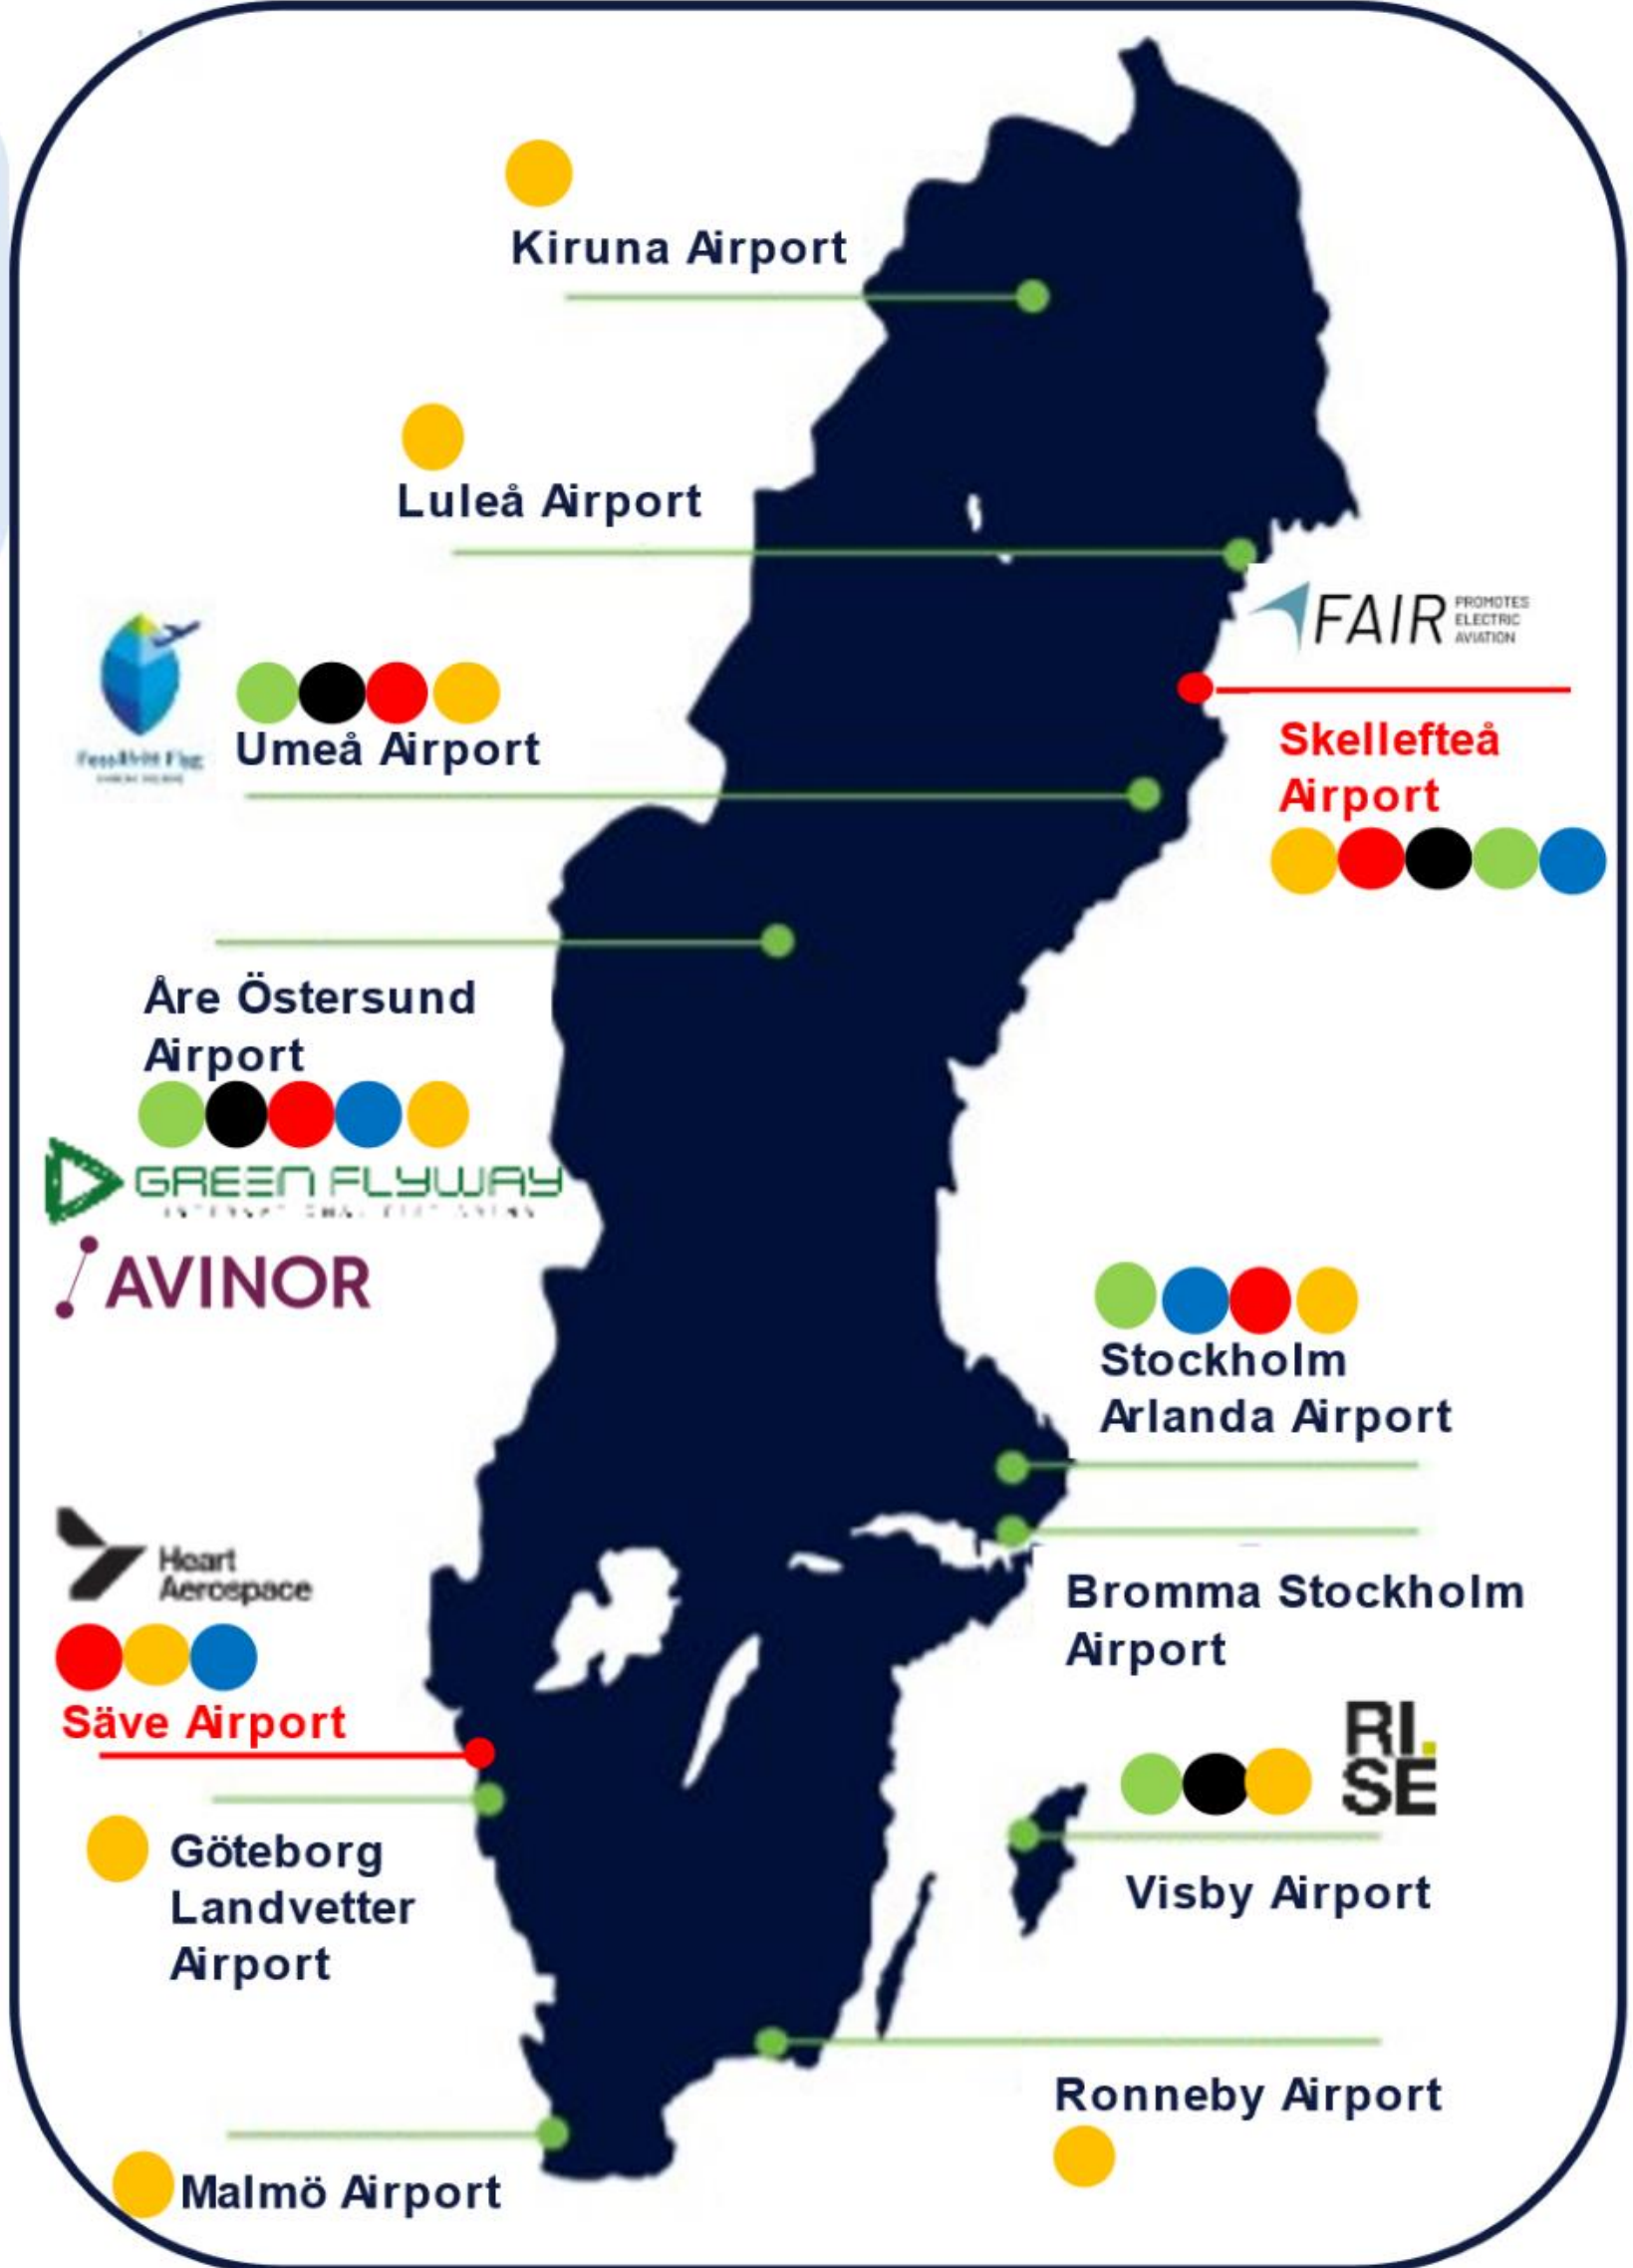 Kiruna Airport
Luleå Airport
FAIR
PROMOTES
ELECTRIC
AVIATION
Umeå Airport
Skellefteå
Airport
Åre Östersund
Airport
GREEN FLYWAY
AVINOR
Stockholm
Arlanda Airport
Heart
Aerospace
Bromma Stockholm
Airport
Säve Airport
RI.
SE
Göteborg
Landvetter
Airport
Visby Airport
Ronneby Airport
Malmö Airport